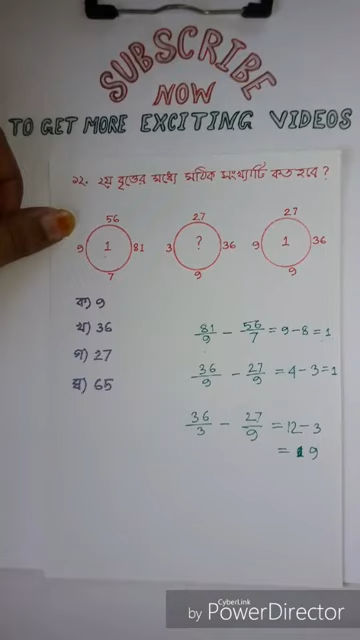 SUBSCRIBE
NOW
TO GET MORE EXCITING VIDEOS
১২. ২য় বৃত্তের মধ্যে সঠিক সংখ্যাটি কত হবে ?
56 27 27
9 1 81 3 ? 36 9 1 36
7 9 9
ক) 9
খ) 36
গ) 27
ঘ) 65
81/9 - 56/7 = 9-8 = 1
36/9 - 27/9 = 4-3 = 1
36/3 - 27/9 = 12-3
= 9
by CyberLink PowerDirector